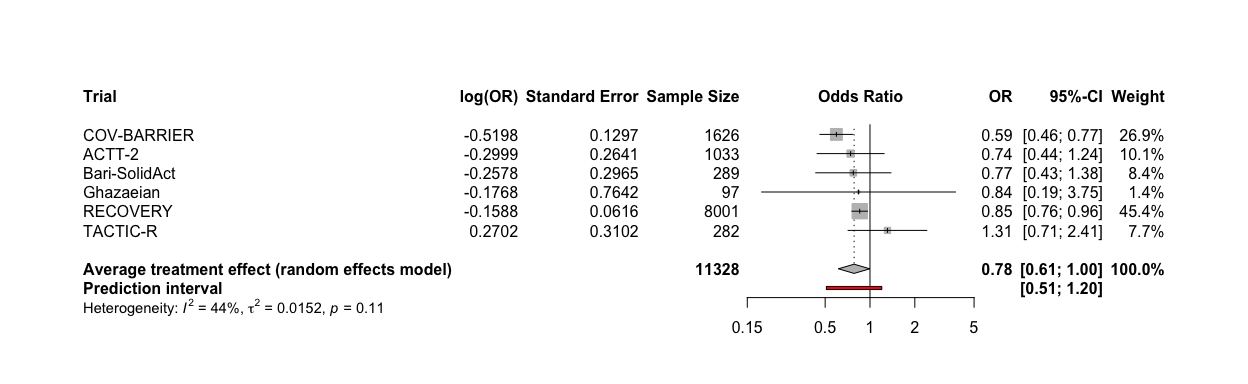 Trial log(OR) Standard Error Sample Size Odds Ratio OR 95%-CI Weight
COV-BARRIER -0.5198 0.1297 1626 0.59 [0.46; 0.77] 26.9%
ACTT-2 -0.2999 0.2641 1033 0.74 [0.44; 1.24] 10.1%
Bari-SolidAct -0.2578 0.2965 289 0.77 [0.43; 1.38] 8.4%
Ghazaeian -0.1768 0.7642 97 0.84 [0.19; 3.75] 1.4%
RECOVERY -0.1588 0.0616 8001 0.85 [0.76; 0.96] 45.4%
TACTIC-R 0.2702 0.3102 282 1.31 [0.71; 2.41] 7.7%
Average treatment effect (random effects model) 11328 0.78 [0.61; 1.00] 100.0%
Prediction interval [0.51; 1.20]
Heterogeneity: I² = 44%, τ² = 0.0152, p = 0.11
0.15 0.5 1 2 5